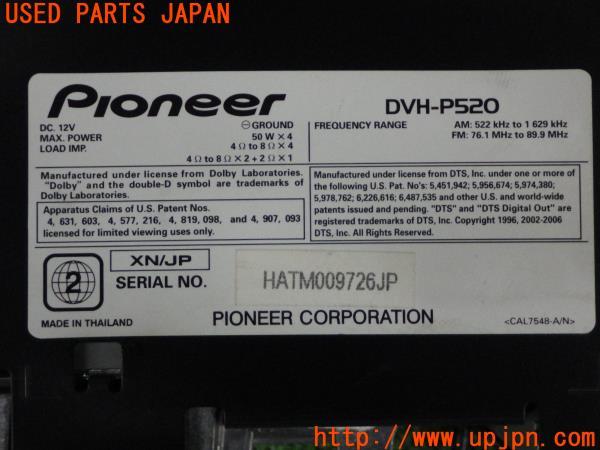 USED PARTS JAPAN
Pioneer
DVH-P520
DC. 12V
⊖GROUND
MAX. POWER 50 W × 4
LOAD IMP. 4 Ω to 8 Ω × 4
4 Ω to 8 Ω × 2 + 2 Ω × 1
FREQUENCY RANGE AM: 522 kHz to 1 629 kHz
FM: 76.1 MHz to 89.9 MHz
Manufactured under license from Dolby Laboratories.
"Dolby" and the double-D symbol are trademarks of
Dolby Laboratories.
Apparatus Claims of U.S. Patent Nos.
4, 631, 603, 4, 577, 216, 4, 819, 098, and 4, 907, 093
licensed for limited viewing uses only.
Manufactured under license from DTS, Inc. under one or more of
the following U.S. Pat. No's: 5,451,942; 5,956,674; 5,974,380;
5,978,762; 6,226,616; 6,487,535 and other U.S. and world-wide
patents issued and pending. "DTS" and "DTS Digital Out" are
registered trademarks of DTS, Inc. Copyright 1996, 2002-2006
DTS, Inc. All Rights Reserved.
2
XN/JP
SERIAL NO.
HATM009726JP
MADE IN THAILAND
PIONEER CORPORATION
<CAL7548-A/N>
http://www.upjpn.com/